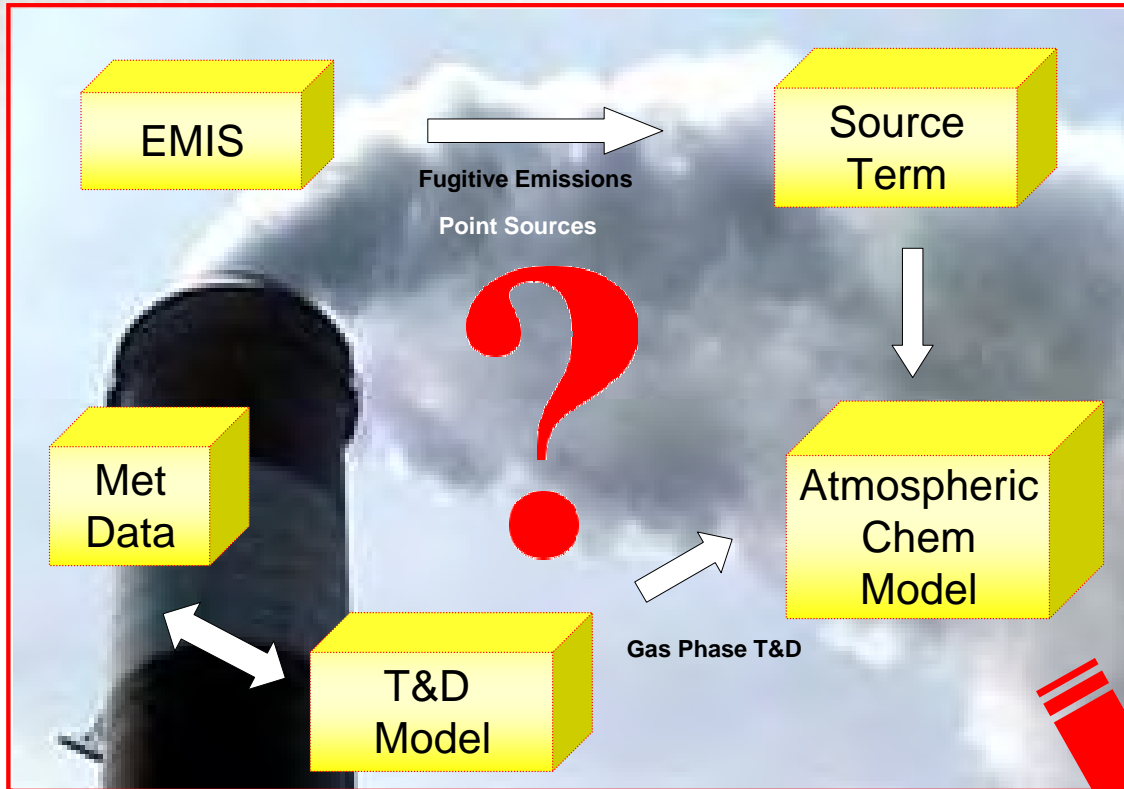 EMIS
Source
Term
Fugitive Emissions
Point Sources
Met
Data
Atmospheric
Chem
Model
Gas Phase T&D
T&D
Model
?